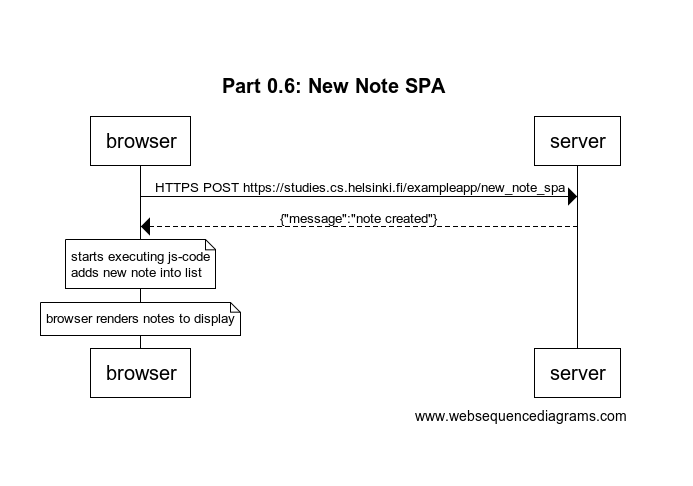 Part 0.6: New Note SPA
browser
server
HTTPS POST https://studies.cs.helsinki.fi/exampleapp/new_note_spa
{"message":"note created"}
starts executing js-code
adds new note into list
browser renders notes to display
browser
server
www.websequencediagrams.com